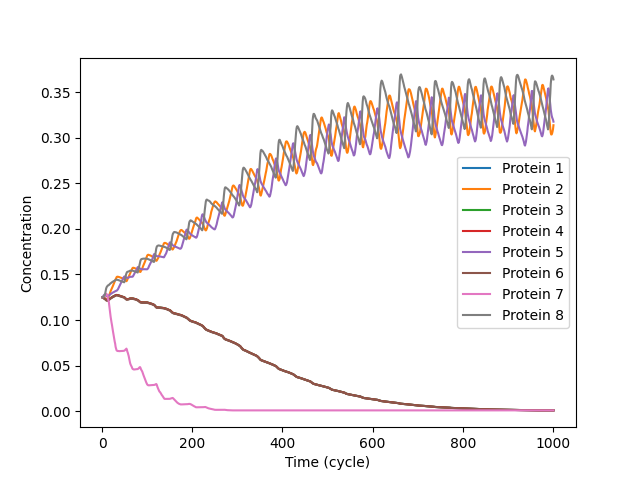 0.35
0.30
0.25
0.20
0.15
0.10
0.05
0.00
Concentration
0
200
400
600
800
1000
Time (cycle)
Protein 1
Protein 2
Protein 3
Protein 4
Protein 5
Protein 6
Protein 7
Protein 8